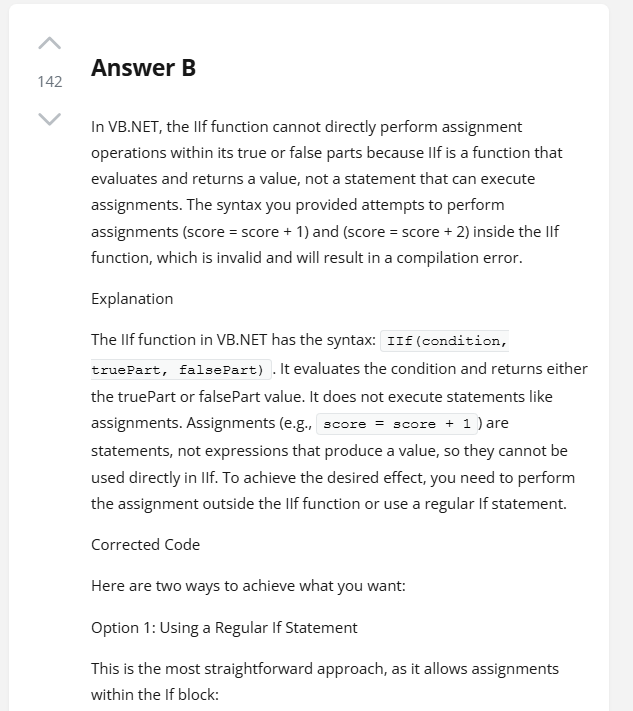 Answer B
142
In VB.NET, the IIf function cannot directly perform assignment
operations within its true or false parts because IIf is a function that
evaluates and returns a value, not a statement that can execute
assignments. The syntax you provided attempts to perform
assignments (score = score + 1) and (score = score + 2) inside the IIf
function, which is invalid and will result in a compilation error.
Explanation
The IIf function in VB.NET has the syntax: IIf(condition,
truePart, falsePart) . It evaluates the condition and returns either
the truePart or falsePart value. It does not execute statements like
assignments. Assignments (e.g., score = score + 1 ) are
statements, not expressions that produce a value, so they cannot be
used directly in IIf. To achieve the desired effect, you need to perform
the assignment outside the IIf function or use a regular If statement.
Corrected Code
Here are two ways to achieve what you want:
Option 1: Using a Regular If Statement
This is the most straightforward approach, as it allows assignments
within the If block: